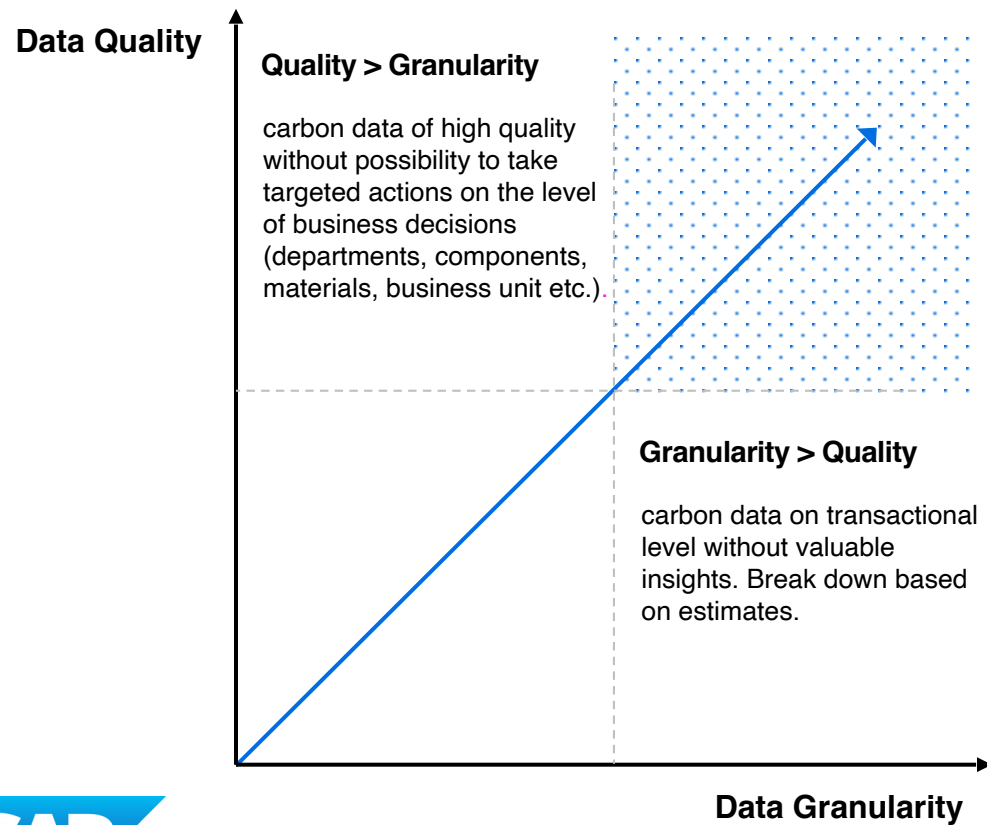 Data Quality
Quality > Granularity
carbon data of high quality
without possibility to take
targeted actions on the level
of business decisions
(departments, components,
materials, business unit etc.).
Granularity > Quality
carbon data on transactional
level without valuable
insights. Break down based
on estimates.
Data Granularity
SAP